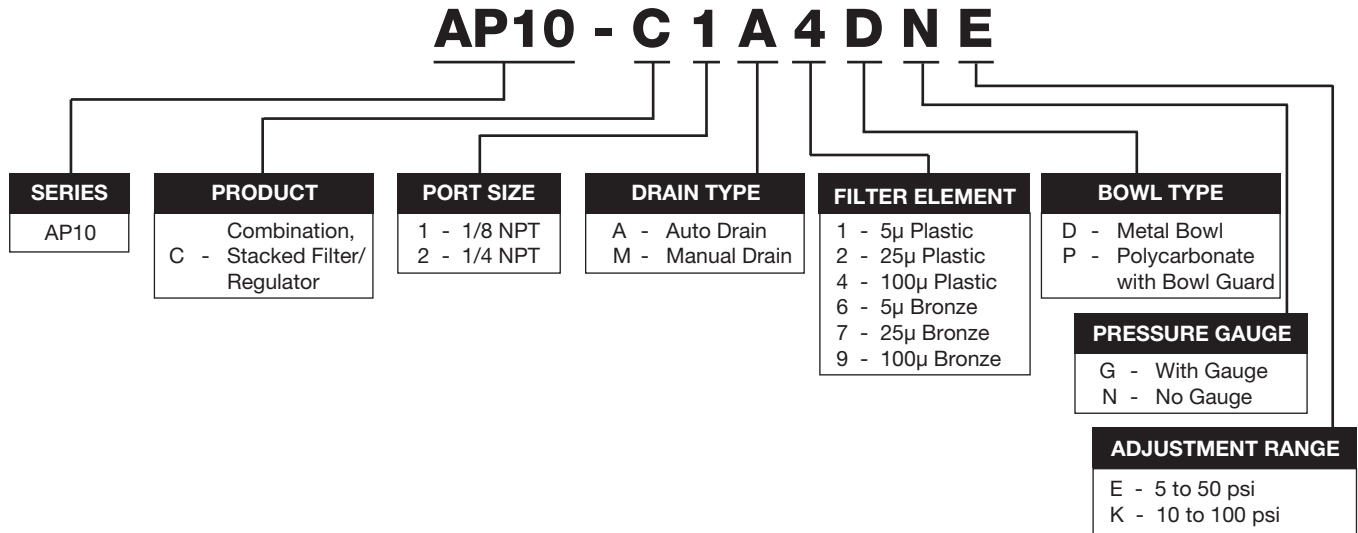 AP10 - C 1 A 4 D N E
SERIES
AP10
PRODUCT
Combination,
C - Stacked Filter/
Regulator
PORT SIZE
1 - 1/8 NPT
2 - 1/4 NPT
DRAIN TYPE
A - Auto Drain
M - Manual Drain
FILTER ELEMENT
1 - 5µ Plastic
2 - 25µ Plastic
4 - 100µ Plastic
6 - 5µ Bronze
7 - 25µ Bronze
9 - 100µ Bronze
BOWL TYPE
D - Metal Bowl
P - Polycarbonate
with Bowl Guard
PRESSURE GAUGE
G - With Gauge
N - No Gauge
ADJUSTMENT RANGE
E - 5 to 50 psi
K - 10 to 100 psi